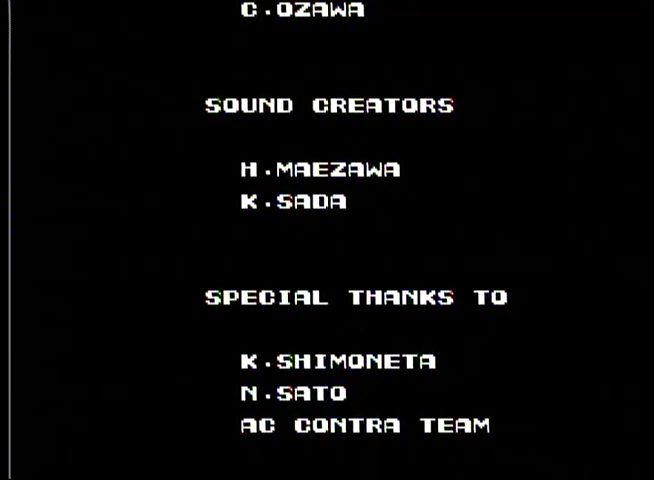 C.OZAWA
SOUND CREATORS
H.MAEZAWA
K.SADA
SPECIAL THANKS TO
K.SHIMONETA
N.SATO
AC CONTRA TEAM